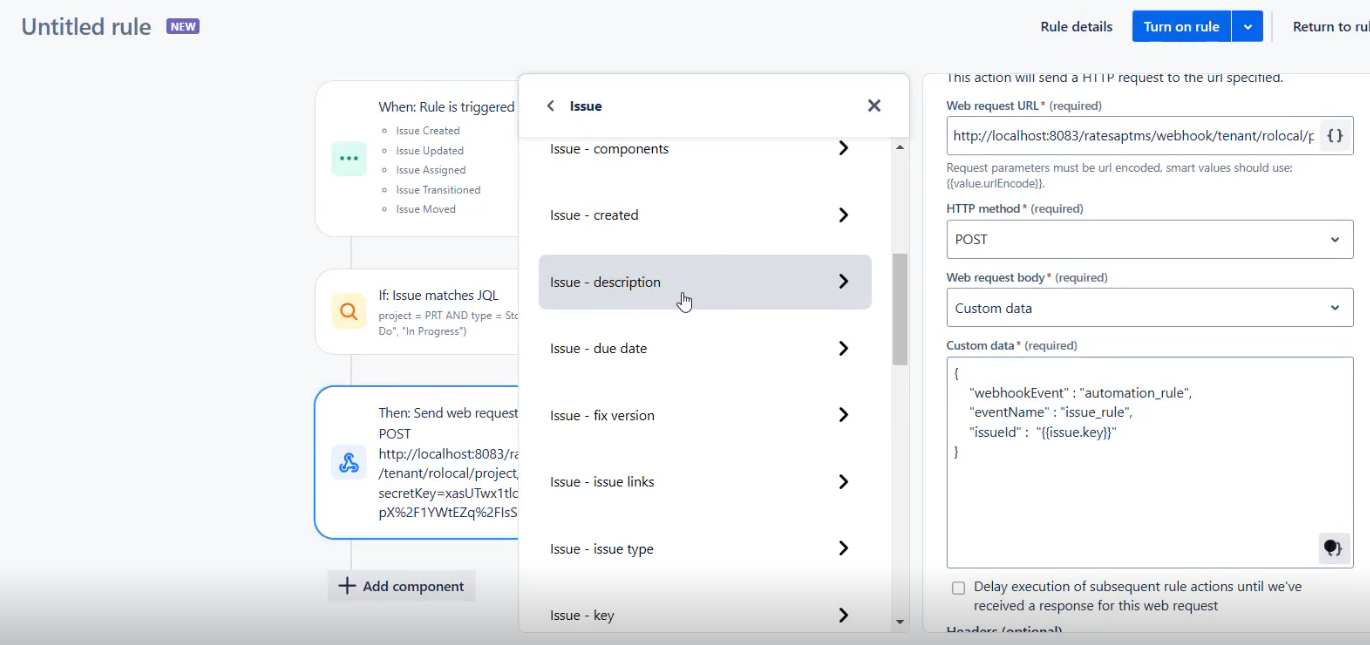 Untitled rule NEW
Rule details
Turn on rule
Return to rul
When: Rule is triggered
Issue Created
Issue Updated
Issue Assigned
Issue Transitioned
Issue Moved
If: Issue matches JQL
project = PRT AND type = Sto
Do", "In Progress")
Then: Send web request
POST
http://localhost:8083/ra
/tenant/rolocal/project,
pX%2F1YWtEZq%2FIsS
Add component
Issue
Issue - components
Issue - created
Issue - description
Issue - due date
Issue - fix version
Issue - issue links
Issue - issue type
Issue - key
This action will send a HTTP request to the url specified.
Web request URL* (required)
http://localhost:8083/ratesaptms/webhook/tenant/rolocal/p
{}
Request parameters must be url encoded, smart values should use:
{{value.urlEncode}}.
HTTP method* (required)
POST
Web request body* (required)
Custom data
Custom data* (required)
{
"webhookEvent" : "automation_rule",
"eventName" : "issue_rule",
"issueId" : "{{issue.key}}"
}
Delay execution of subsequent rule actions until we've
received a response for this web request
Headers (optional)